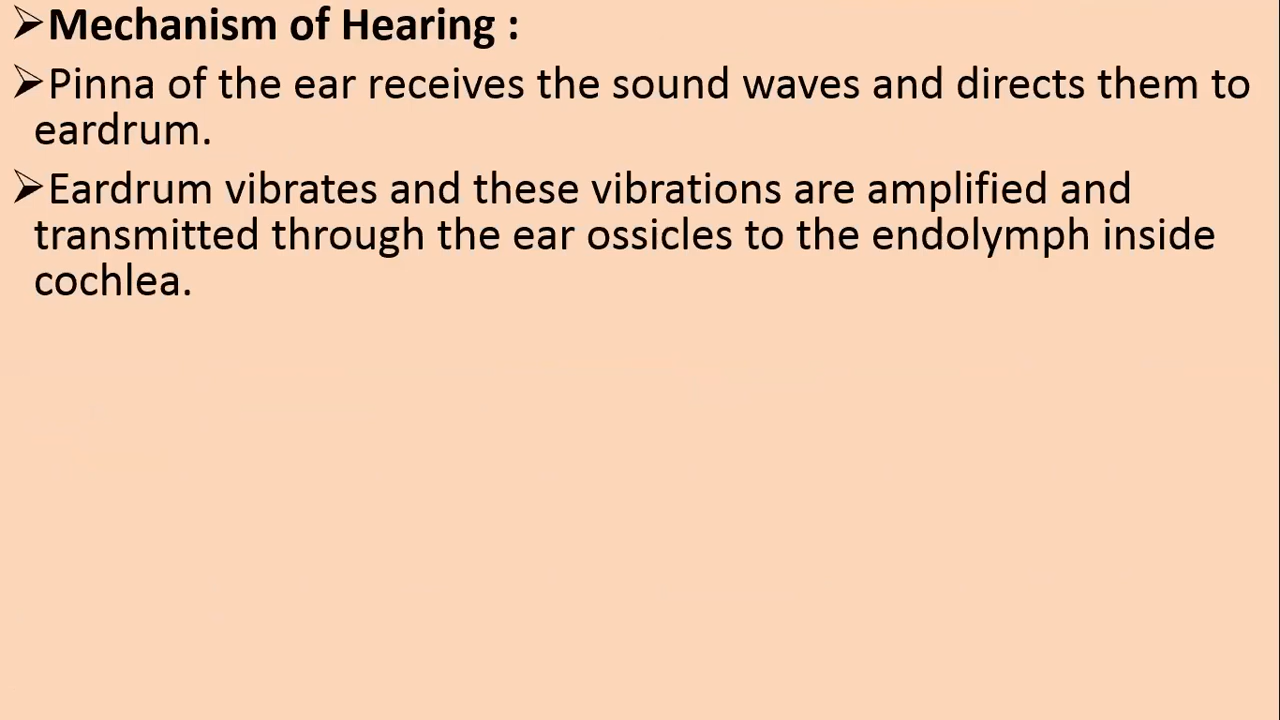 ➢Mechanism of Hearing :
➢Pinna of the ear receives the sound waves and directs them to
eardrum.
➢Eardrum vibrates and these vibrations are amplified and
transmitted through the ear ossicles to the endolymph inside
cochlea.